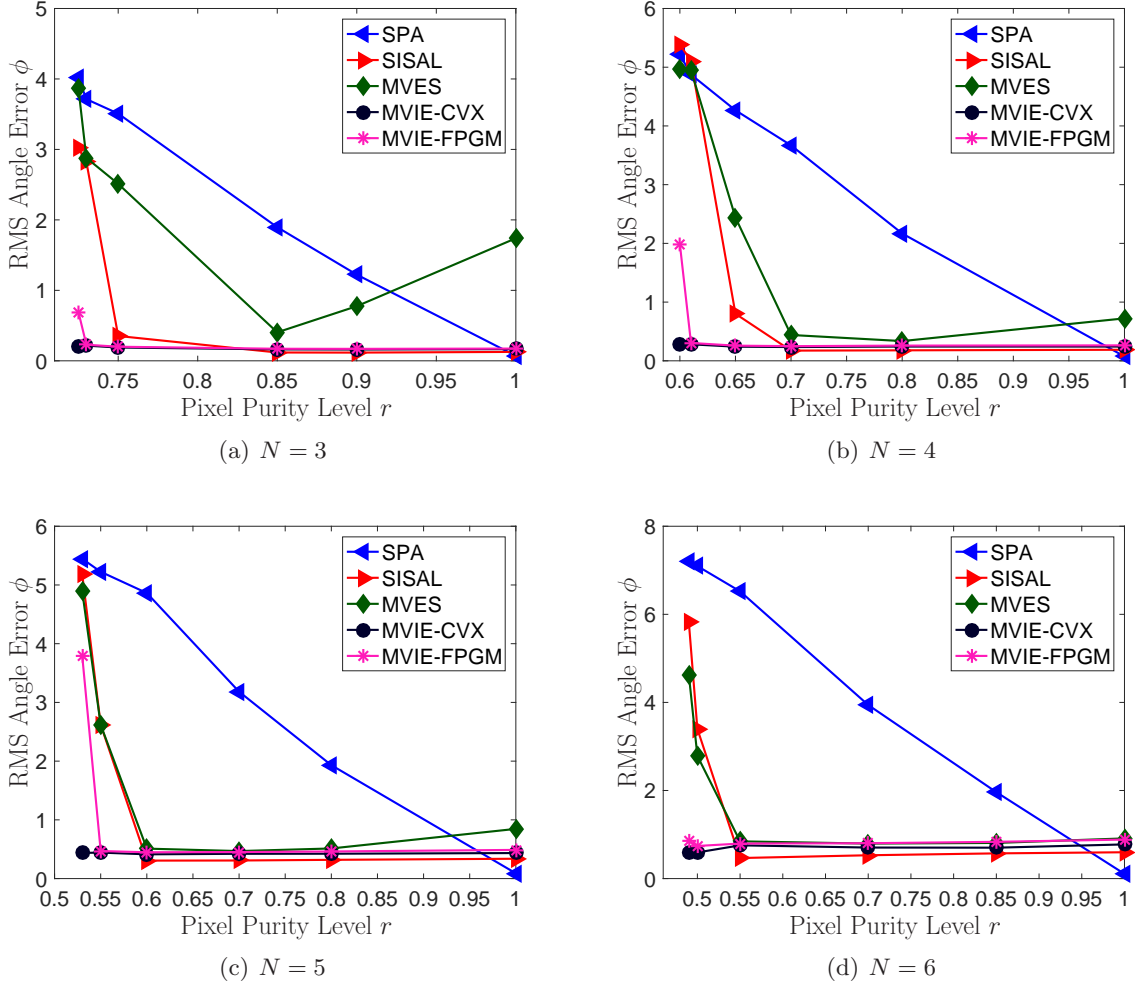 RMS Angle Error ϕ
5
4
3
2
1
0
SPA
SISAL
MVES
MVIE-CVX
MVIE-FPGM
0.75 0.8 0.85 0.9 0.95 1
Pixel Purity Level r
(a) N = 3
RMS Angle Error ϕ
6
5
4
3
2
1
0
SPA
SISAL
MVES
MVIE-CVX
MVIE-FPGM
0.6 0.65 0.7 0.75 0.8 0.85 0.9 0.95 1
Pixel Purity Level r
(b) N = 4
RMS Angle Error ϕ
6
5
4
3
2
1
0
SPA
SISAL
MVES
MVIE-CVX
MVIE-FPGM
0.5 0.55 0.6 0.65 0.7 0.75 0.8 0.85 0.9 0.95 1
Pixel Purity Level r
(c) N = 5
RMS Angle Error ϕ
8
6
4
2
0
SPA
SISAL
MVES
MVIE-CVX
MVIE-FPGM
0.5 0.55 0.6 0.65 0.7 0.75 0.8 0.85 0.9 0.95 1
Pixel Purity Level r
(d) N = 6